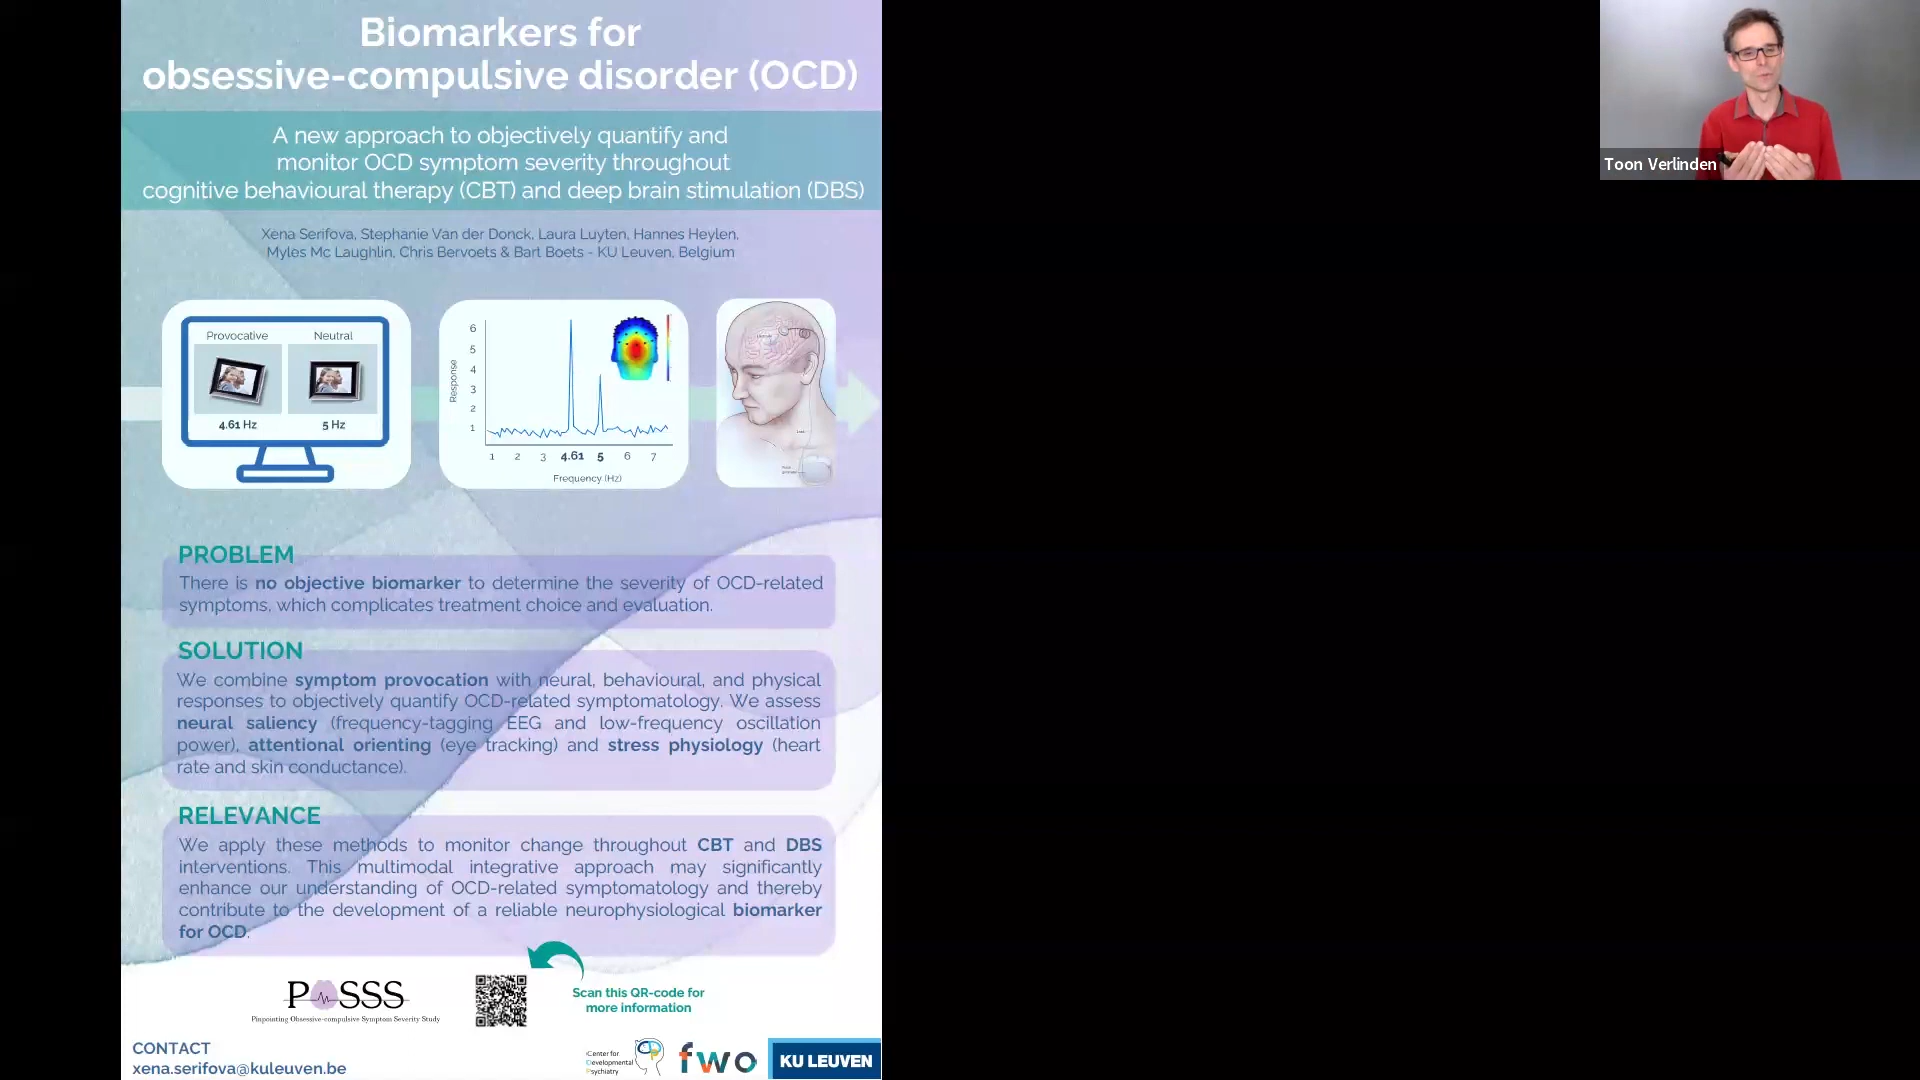 Biomarkers for
obsessive-compulsive disorder (OCD)
A new approach to objectively quantify and
monitor OCD symptom severity throughout
cognitive behavioural therapy (CBT) and deep brain stimulation (DBS)
Xena Serifova, Stephanie Van der Donck, Laura Luyten, Hannes Heylen,
Myles Mc Laughlin, Chris Bervoets & Bart Boets - KU Leuven, Belgium
Provocative Neutral
4.61 Hz 5 Hz
Response
6
5
4
3
2
1
1 2 3 4.61 5 6 7
Frequency (Hz)
PROBLEM
There is no objective biomarker to determine the severity of OCD-related
symptoms, which complicates treatment choice and evaluation.
SOLUTION
We combine symptom provocation with neural, behavioural, and physical
responses to objectively quantify OCD-related symptomatology. We assess
neural saliency (frequency-tagging EEG and low-frequency oscillation
power), attentional orienting (eye tracking) and stress physiology (heart
rate and skin conductance).
RELEVANCE
We apply these methods to monitor change throughout CBT and DBS
interventions. This multimodal integrative approach may significantly
enhance our understanding of OCD-related symptomatology and thereby
contribute to the development of a reliable neurophysiological biomarker
for OCD.
POSSS
Pinpointing Obsessive-compulsive Symptom Severity Study
Scan this QR-code for
more information
CONTACT
xena.serifova@kuleuven.be
Center for
Developmental
Psychiatry
fwo
KU LEUVEN
Toon Verlinden